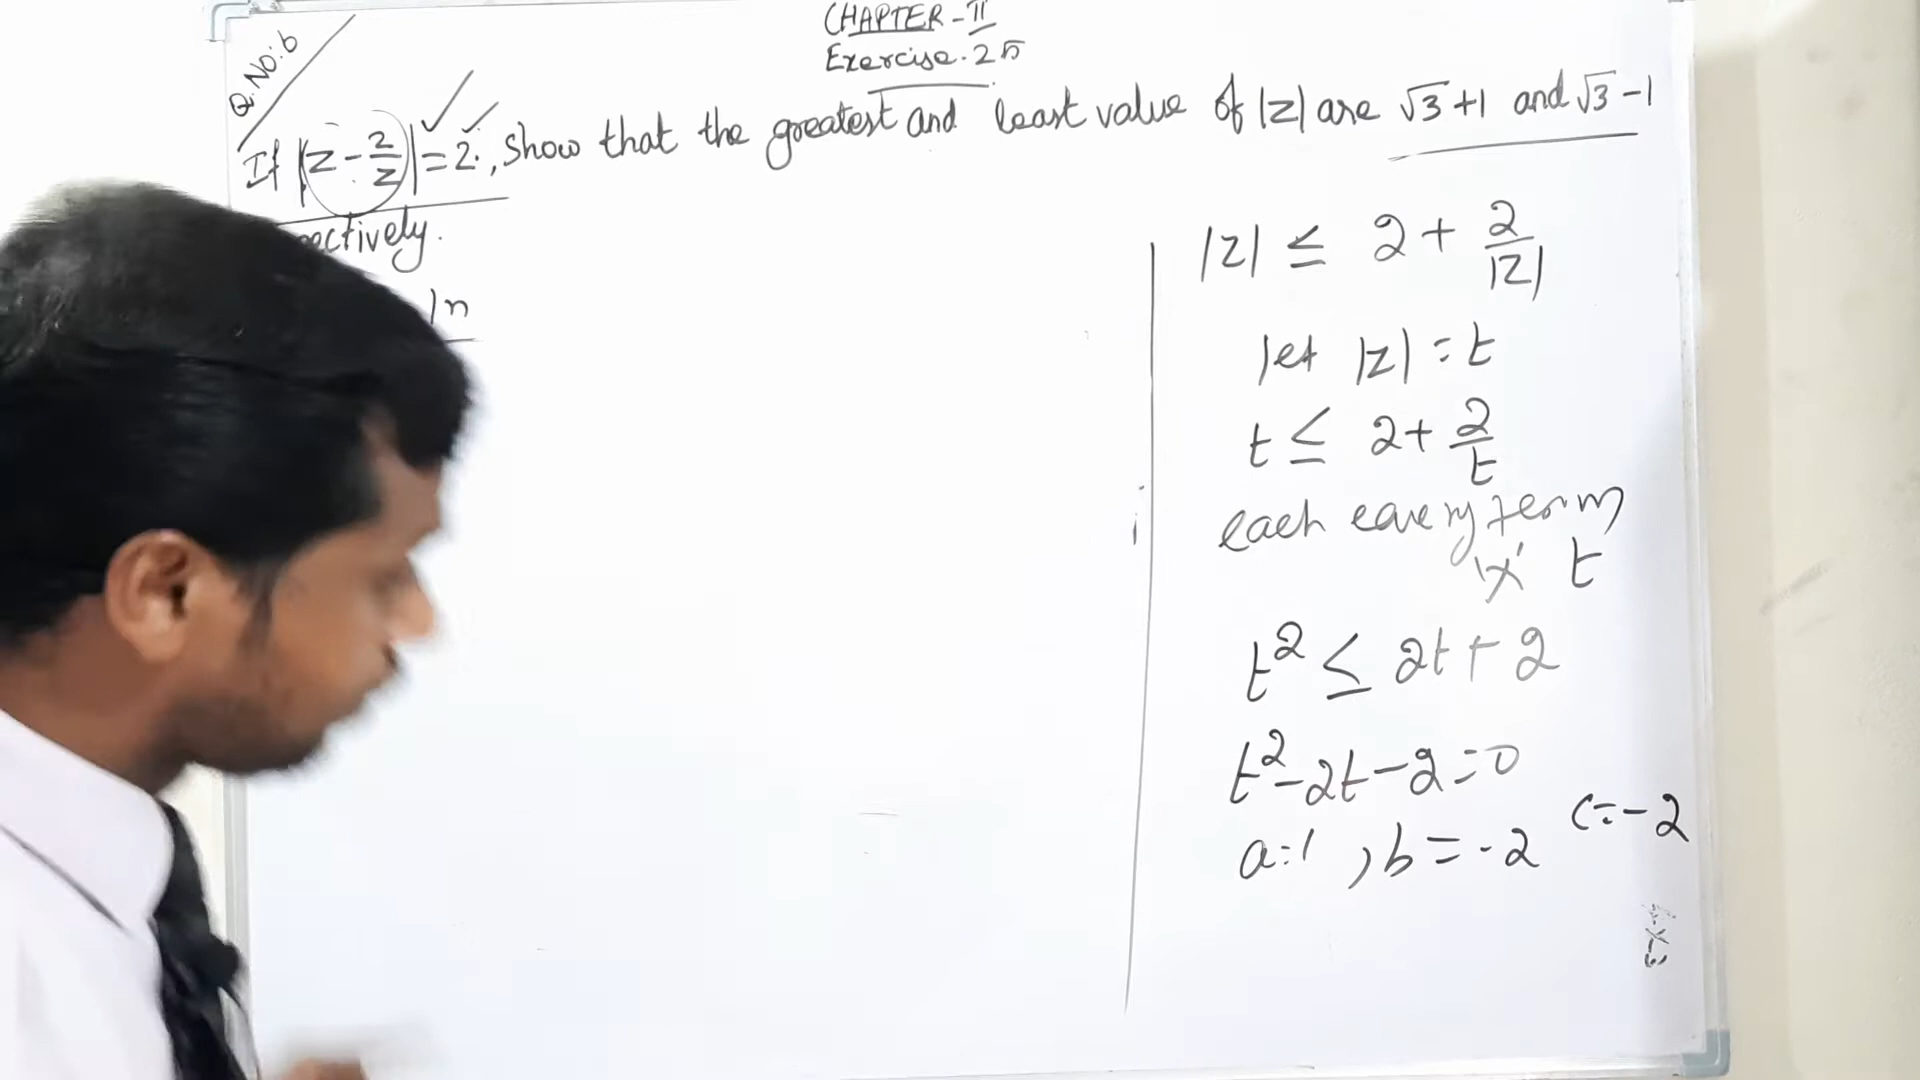 CHAPTER-II
Exercise.2.5
Q.No:6
If |z - 2/z| = 2., Show that the greatest and least value of |z| are √3+1 and √3-1
ectively.
ln
|z| ≤ 2 + 2/|z|
let |z| = t
t ≤ 2 + 2/t
each every term
'x' t
t² ≤ 2t + 2
t² - 2t - 2 = 0
a=1, b = -2 c=-2